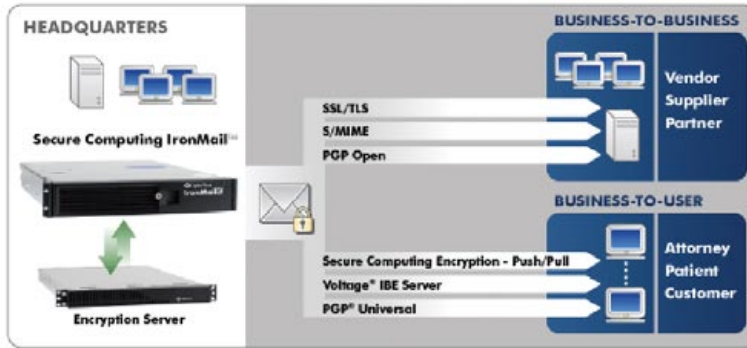 HEADQUARTERS
Secure Computing IronMail™
IronMail
Encryption Server
SSL/TLS
S/MIME
PGP Open
Secure Computing Encryption – Push/Pull
Voltage® IBE Server
PGP® Universal
BUSINESS-TO-BUSINESS
Vendor
Supplier
Partner
BUSINESS-TO-USER
Attorney
Patient
Customer